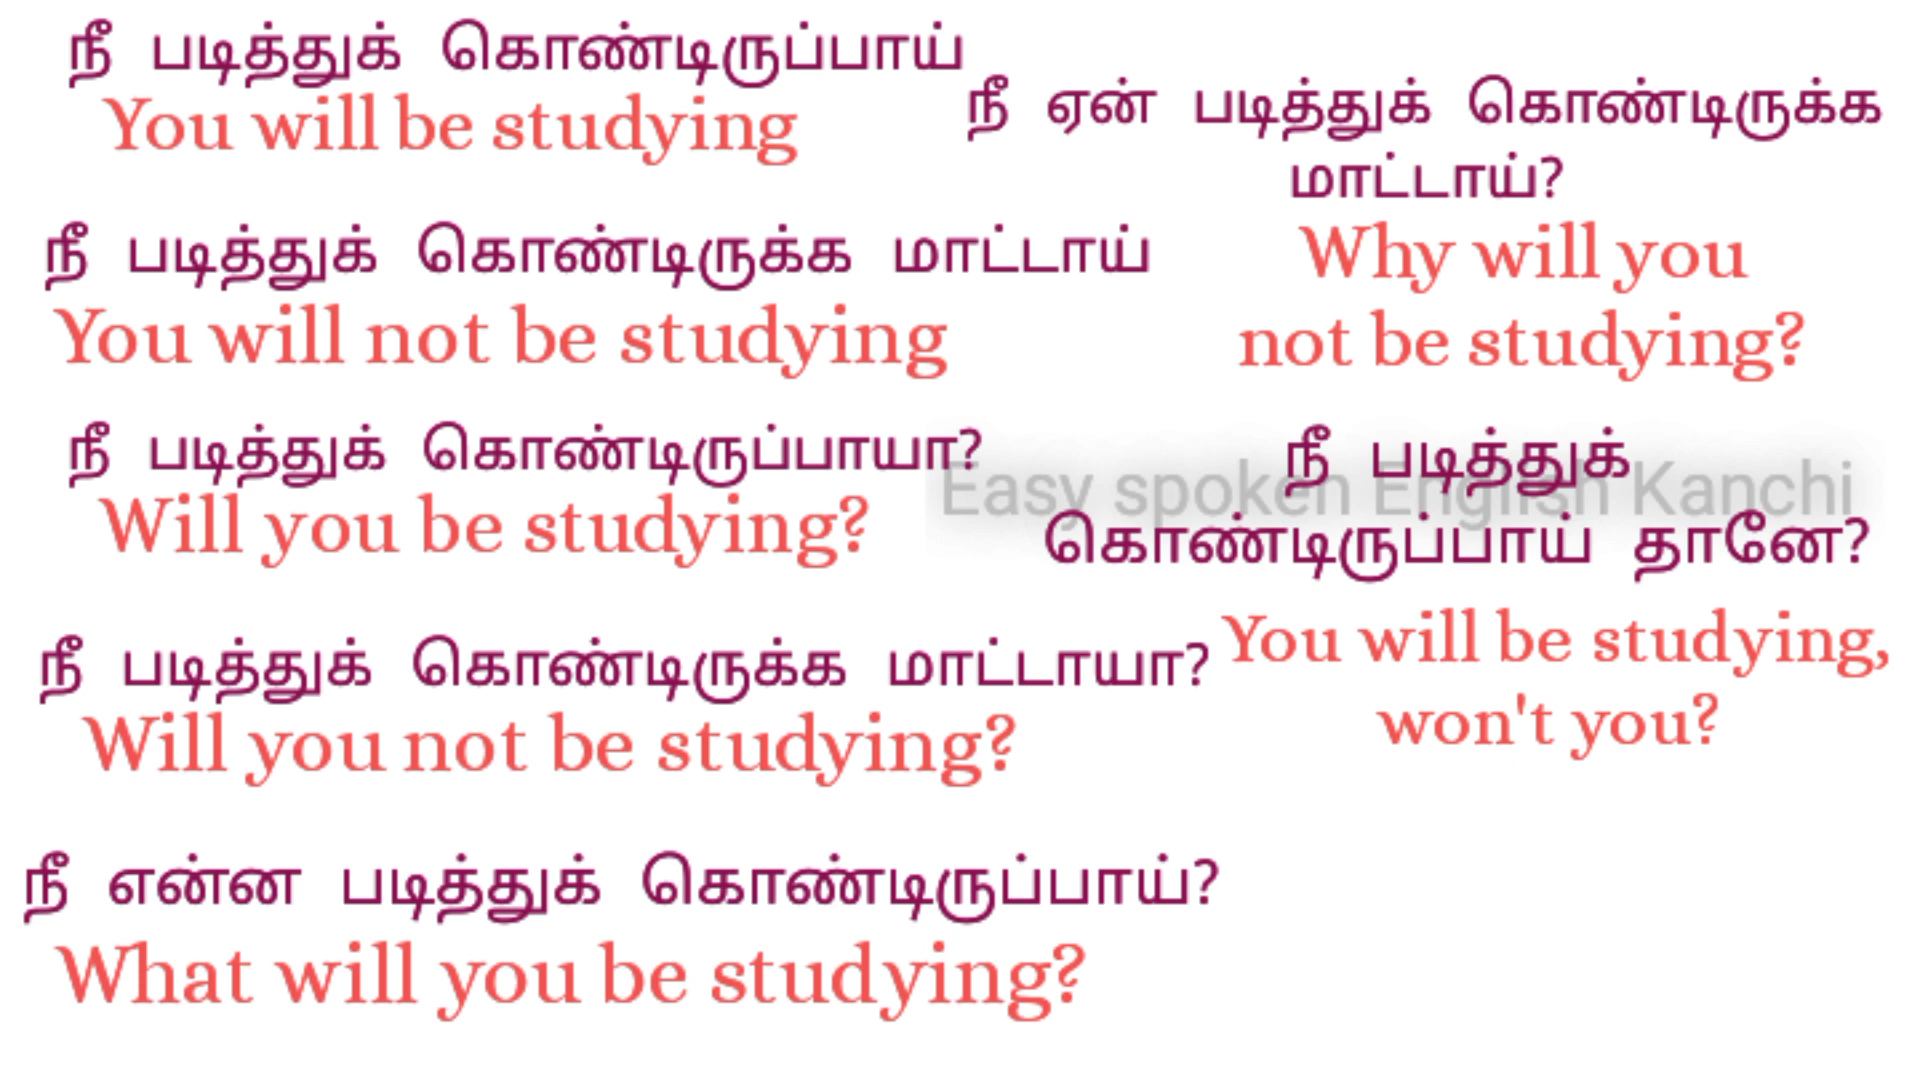 நீ படித்துக் கொண்டிருப்பாய்
You will be studying
நீ படித்துக் கொண்டிருக்க மாட்டாய்
You will not be studying
நீ படித்துக் கொண்டிருப்பாயா?
Will you be studying?
நீ படித்துக் கொண்டிருக்க மாட்டாயா?
Will you not be studying?
நீ என்ன படித்துக் கொண்டிருப்பாய்?
What will you be studying?
நீ ஏன் படித்துக் கொண்டிருக்க
மாட்டாய்?
Why will you
not be studying?
நீ படித்துக்
Easy spoken English Kanchi
கொண்டிருப்பாய் தானே?
You will be studying,
won't you?